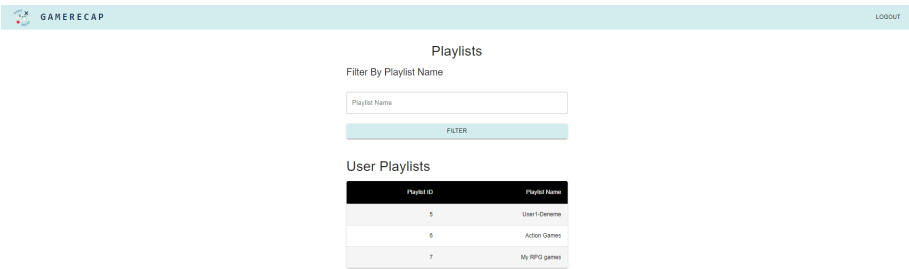 GAMERECAP
LOGOUT
Playlists
Filter By Playlist Name
Playlist Name
FILTER
User Playlists
Playlist ID Playlist Name
5 User1-Deneme
6 Action Games
7 My RPG games